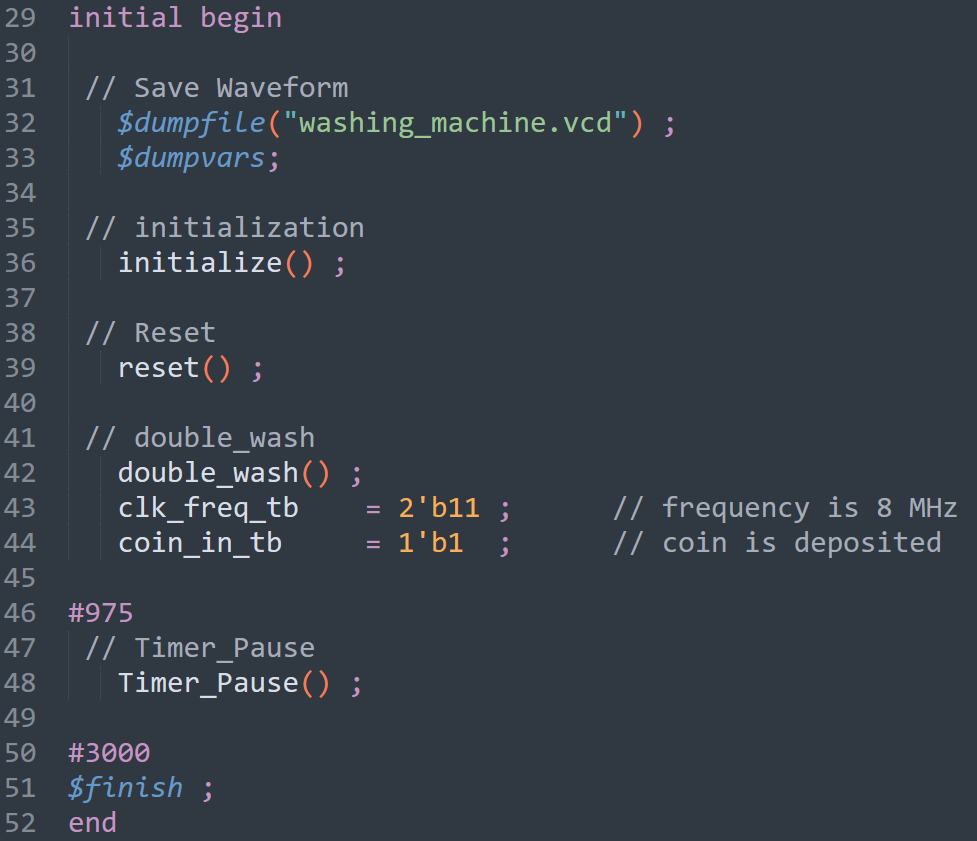 29 initial begin
30
31 // Save Waveform
32 $dumpfile("washing_machine.vcd") ;
33 $dumpvars;
34
35 // initialization
36 initialize() ;
37
38 // Reset
39 reset() ;
40
41 // double_wash
42 double_wash() ;
43 clk_freq_tb = 2'b11 ; // frequency is 8 MHz
44 coin_in_tb = 1'b1 ; // coin is deposited
45
46 #975
47 // Timer_Pause
48 Timer_Pause() ;
49
50 #3000
51 $finish ;
52 end